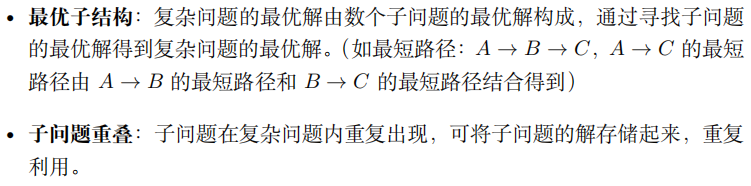 • 最优子结构：复杂问题的最优解由数个子问题的最优解构成，通过寻找子问题
的最优解得到复杂问题的最优解。（如最短路径：A → B → C，A → C 的最短
路径由 A → B 的最短路径和 B → C 的最短路径结合得到）
• 子问题重叠：子问题在复杂问题内重复出现，可将子问题的解存储起来，重复
利用。